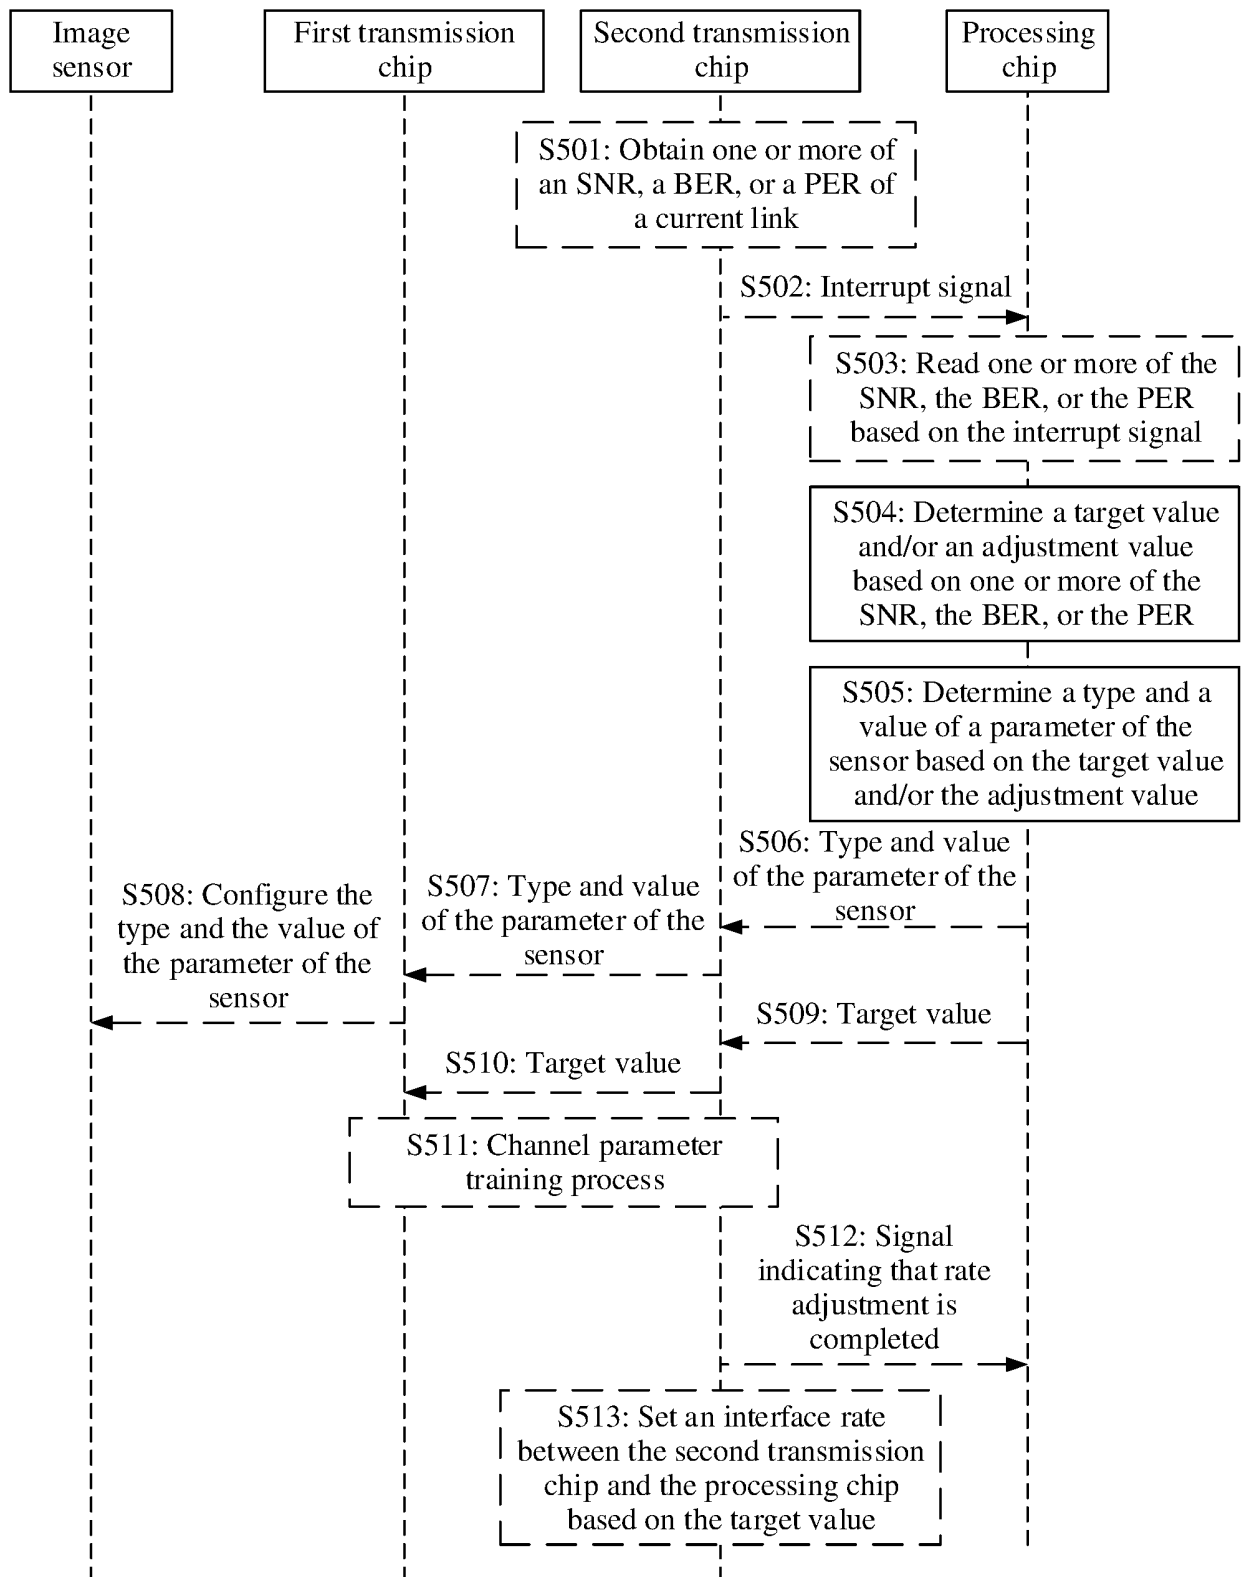 Image
sensor
First transmission
chip
Second transmission
chip
Processing
chip
S501: Obtain one or more of
an SNR, a BER, or a PER of
a current link
S502: Interrupt signal
S503: Read one or more of the
SNR, the BER, or the PER
based on the interrupt signal
S504: Determine a target value
and/or an adjustment value
based on one or more of the
SNR, the BER, or the PER
S505: Determine a type and a
value of a parameter of the
sensor based on the target value
and/or the adjustment value
S506: Type and value
of the parameter of the
sensor
S507: Type and value
of the parameter of the
sensor
S508: Configure the
type and the value of
the parameter of the
sensor
S509: Target value
S510: Target value
S511: Channel parameter
training process
S512: Signal
indicating that rate
adjustment is
completed
S513: Set an interface rate
between the second transmission
chip and the processing chip
based on the target value